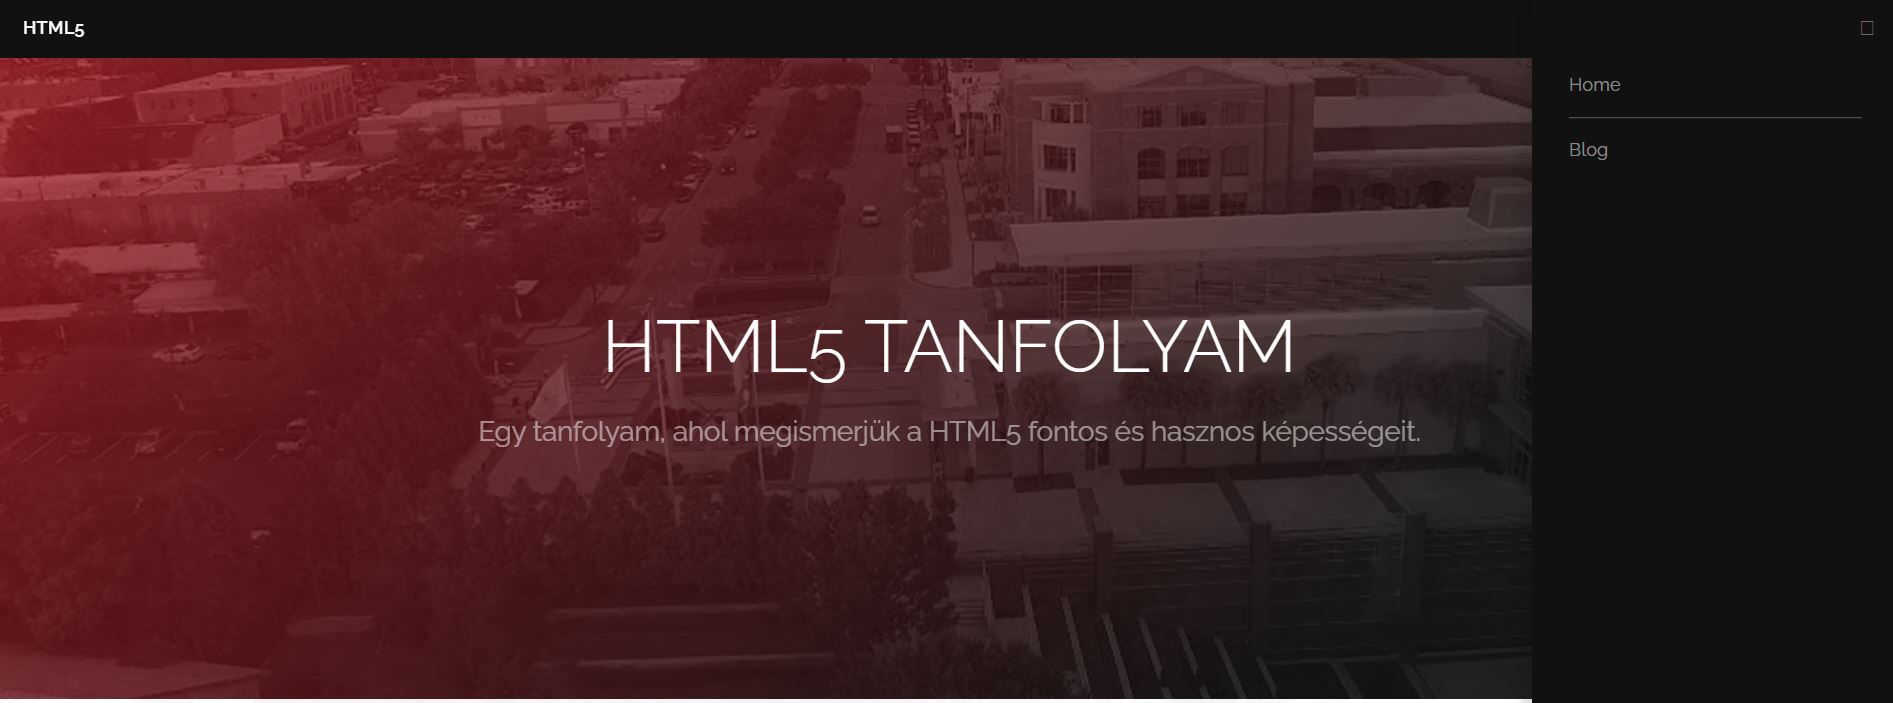 HTML5
Home
Blog
HTML5 TANFOLYAM
Egy tanfolyam, ahol megismerjük a HTML5 fontos és hasznos képességeit.